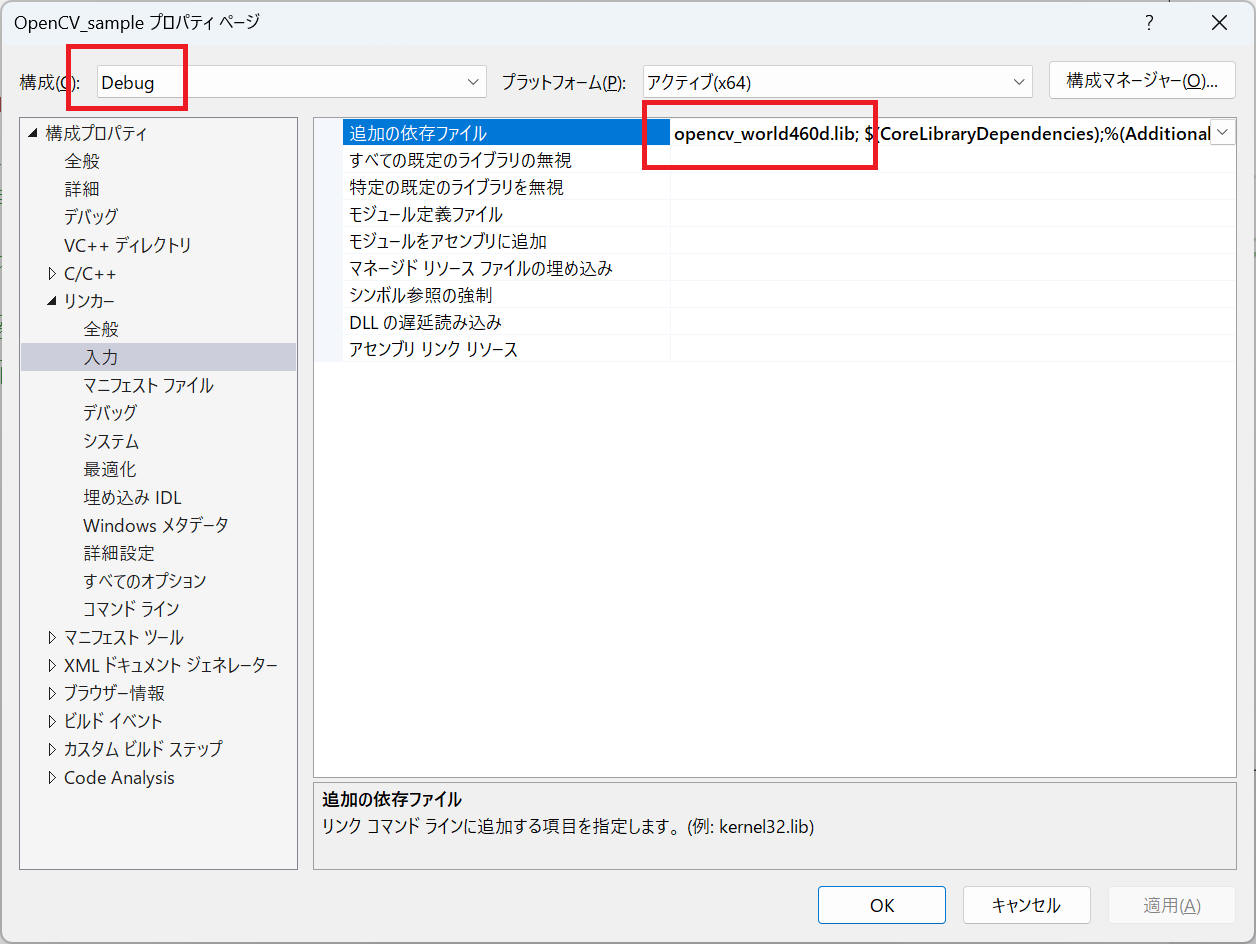 OpenCV_sample プロパティ ページ
?
構成(C): Debug プラットフォーム(P): アクティブ(x64) 構成マネージャー(O)...
構成プロパティ
全般
詳細
デバッグ
VC++ ディレクトリ
C/C++
リンカー
全般
入力
マニフェスト ファイル
デバッグ
システム
最適化
埋め込み IDL
Windows メタデータ
詳細設定
すべてのオプション
コマンド ライン
マニフェスト ツール
XML ドキュメント ジェネレーター
ブラウザー情報
ビルド イベント
カスタム ビルド ステップ
Code Analysis
追加の依存ファイル opencv_world460d.lib; $(CoreLibraryDependencies);%(Additional
すべての既定のライブラリの無視
特定の既定のライブラリを無視
モジュール定義ファイル
モジュールをアセンブリに追加
マネージド リソース ファイルの埋め込み
シンボル参照の強制
DLL の遅延読み込み
アセンブリ リンク リソース
追加の依存ファイル
リンク コマンド ラインに追加する項目を指定します。(例: kernel32.lib)
OK キャンセル 適用(A)